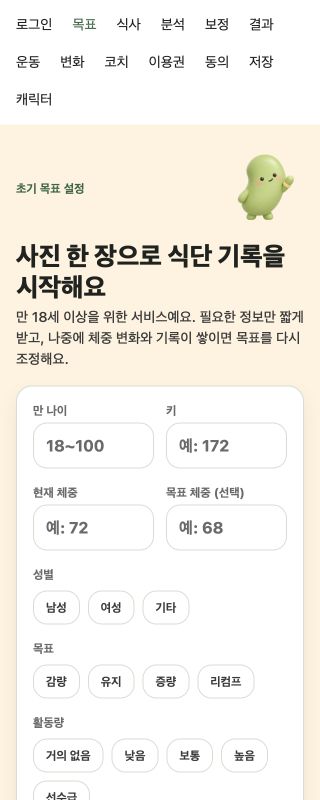 로그인 목표 식사 분석 보정 결과
운동 변화 코치 이용권 동의 저장
캐릭터
초기 목표 설정
사진 한 장으로 식단 기록을
시작해요
만 18세 이상을 위한 서비스예요. 필요한 정보만 짧게
받고, 나중에 체중 변화와 기록이 쌓이면 목표를 다시
조정해요.
만 나이 키
18~100 예: 172
현재 체중 목표 체중 (선택)
예: 72 예: 68
성별
남성 여성 기타
목표
감량 유지 증량 리컴프
활동량
거의 없음 낮음 보통 높음
선수급